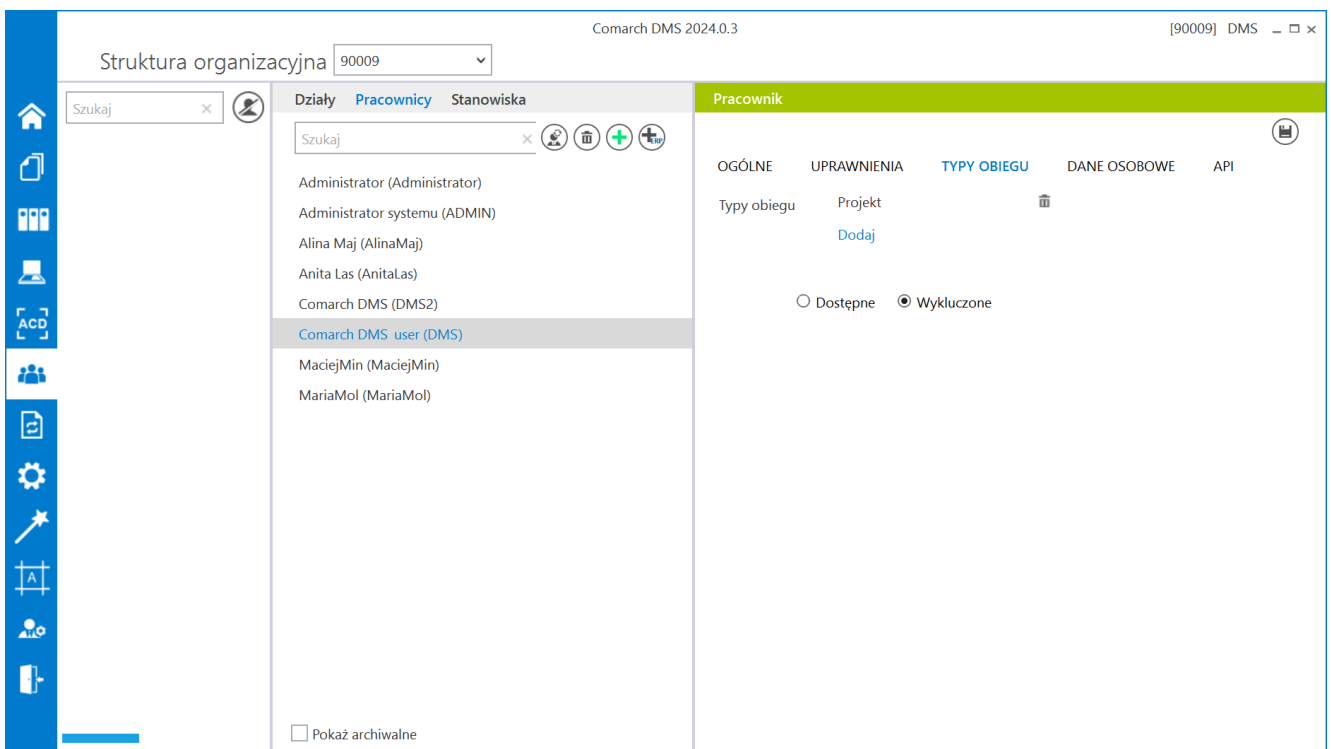 Comarch DMS 2024.0.3
[90009] DMS
Struktura organizacyjna 90009
Szukaj
Działy Pracownicy Stanowiska
Szukaj
ERP
Administrator (Administrator)
Administrator systemu (ADMIN)
Alina Maj (AlinaMaj)
Anita Las (AnitaLas)
Comarch DMS (DMS2)
Comarch DMS user (DMS)
MaciejMin (MaciejMin)
MariaMol (MariaMol)
Pokaż archiwalne
Pracownik
OGÓLNE UPRAWNIENIA TYPY OBIEGU DANE OSOBOWE API
Typy obiegu Projekt
Dodaj
Dostępne Wykluczone
ACD
A